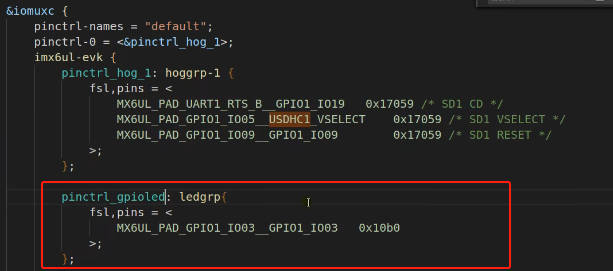 &iomuxc {
pinctrl-names = "default";
pinctrl-0 = <&pinctrl_hog_1>;
imx6ul-evk {
pinctrl_hog_1: hoggrp-1 {
fsl,pins = <
MX6UL_PAD_UART1_RTS_B__GPIO1_IO19 0x17059 /* SD1 CD */
MX6UL_PAD_GPIO1_IO05__USDHC1_VSELECT 0x17059 /* SD1 VSELECT */
MX6UL_PAD_GPIO1_IO09__GPIO1_IO09 0x17059 /* SD1 RESET */
>;
};
pinctrl_gpioled: ledgrp{
fsl,pins = <
MX6UL_PAD_GPIO1_IO03__GPIO1_IO03 0x10b0
>;
};